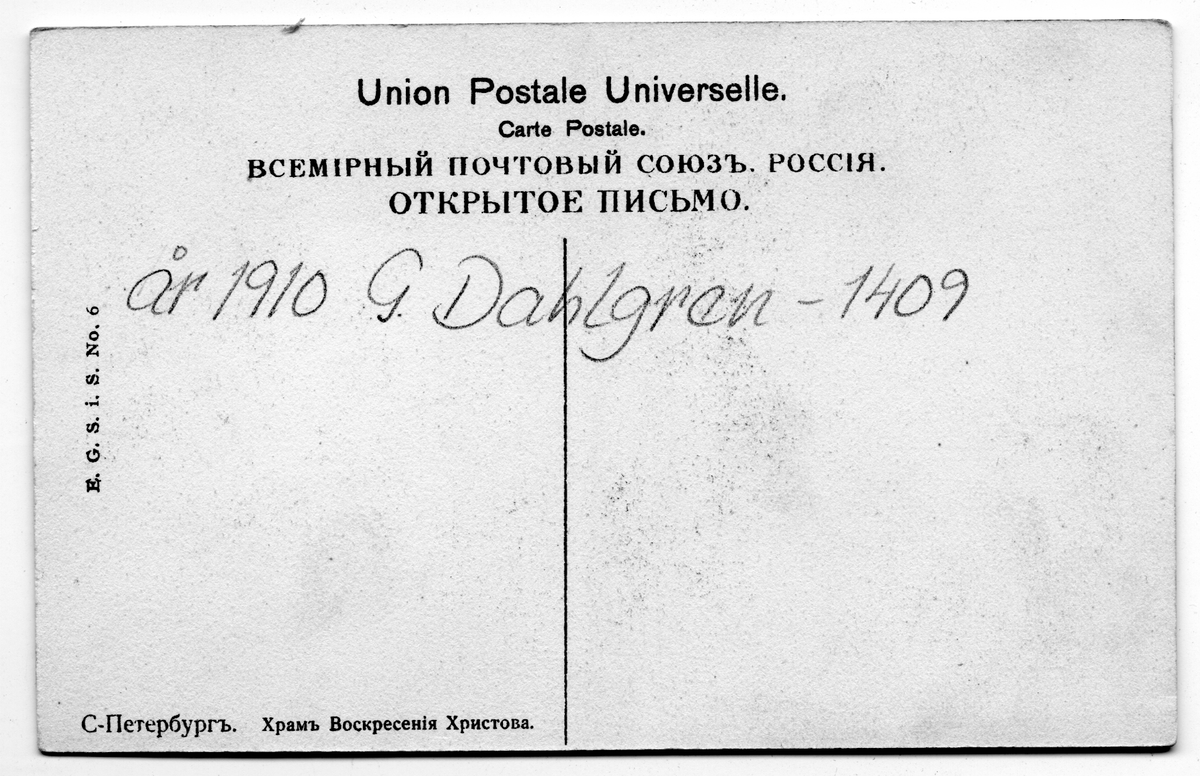 Union Postale Universelle.
Carte Postale.
ВСЕМІРНЫЙ ПОЧТОВЫЙ СОЮЗЪ. РОССІЯ.
ОТКРЫТОЕ ПИСЬМО.
år 1910 G. Dahlgren - 1409
E. G. S. i. S. No. 6
С-Петербургъ. Храмъ Воскресенія Христова.